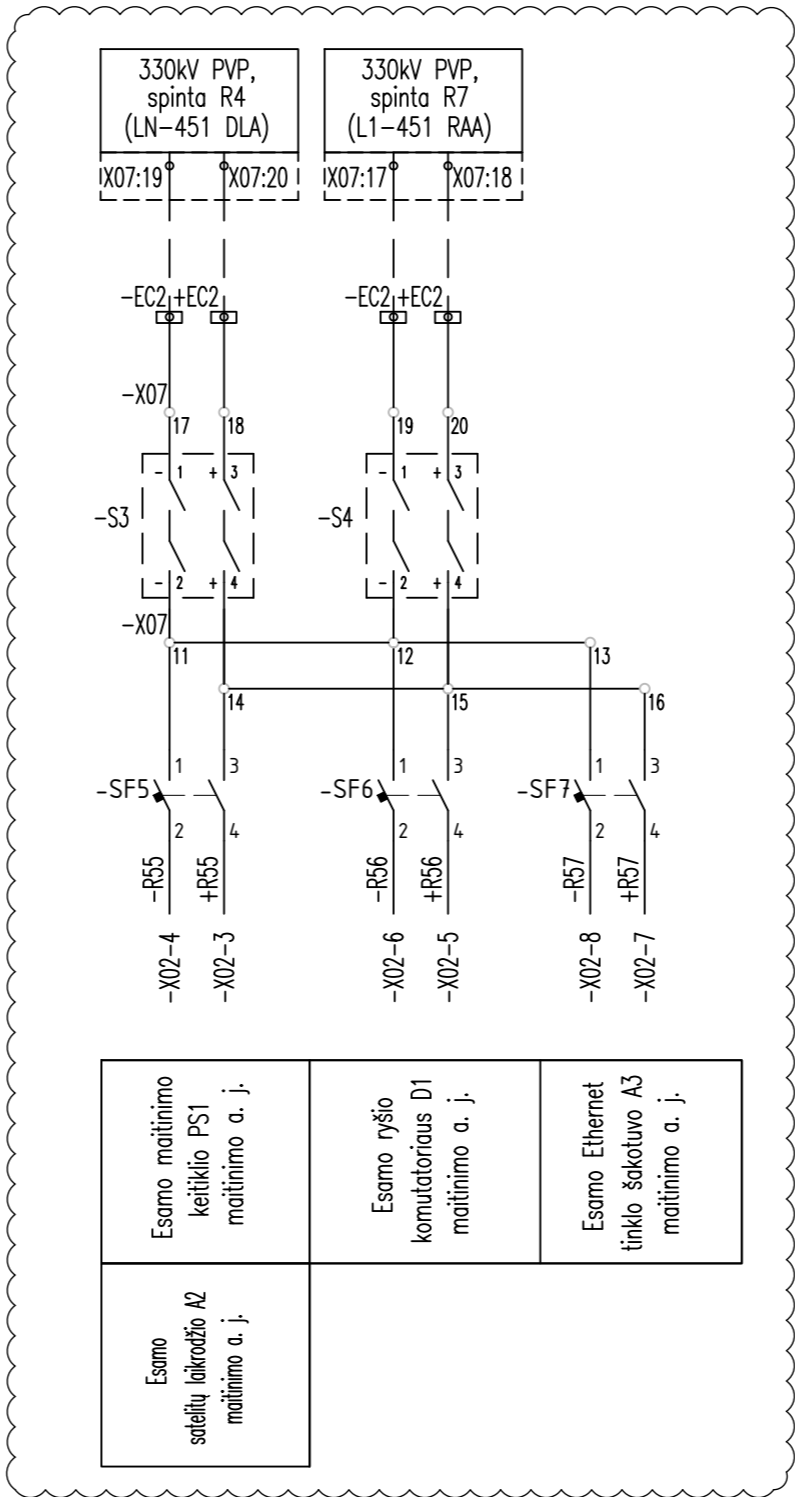 330kV PVP,
spinta R4
(LN-451 DLA)
330kV PVP,
spinta R7
(L1-451 RAA)
X07:19
X07:20
X07:17
X07:18
-EC2
+EC2
-EC2
+EC2
-X07
17
18
19
20
- 1
+ 3
- 1
+ 3
-S3
-S4
- 2
+ 4
- 2
+ 4
-X07
11
12
13
14
15
16
1
3
1
3
1
3
-SF5
-SF6
-SF7
2
4
2
4
2
4
-R55
+R55
-R56
+R56
-R57
+R57
-X02-4
-X02-3
-X02-6
-X02-5
-X02-8
-X02-7
Esamo maitinimo
keitiklio PS1
maitinimo a. j.
Esamo ryšio
komutatoriaus D1
maitinimo a. j.
Esamo Ethernet
tinklo šakotuvo A3
maitinimo a. j.
Esamo
satelitų laikrodžio A2
maitinimo a. j.